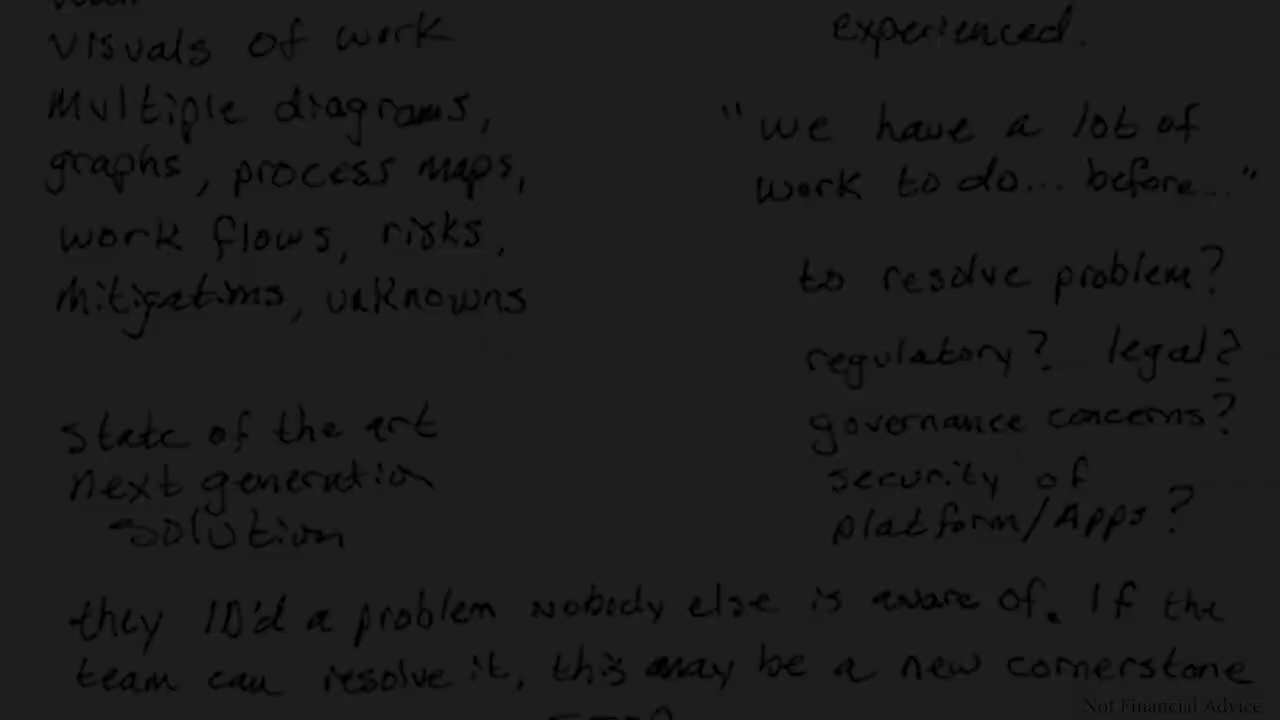 visuals of work
Multiple diagrams,
graphs, process maps,
work flows, risks,
mitigations, unknowns
state of the art
next generation
solution
experienced.
"we have a lot of
work to do... before..."
to resolve problem?
regulatory? legal?
governance concerns?
security of
platform/Apps?
they ID'd a problem nobody else is aware of. If the
team can resolve it, this may be a new cornerstone
Not Financial Advice